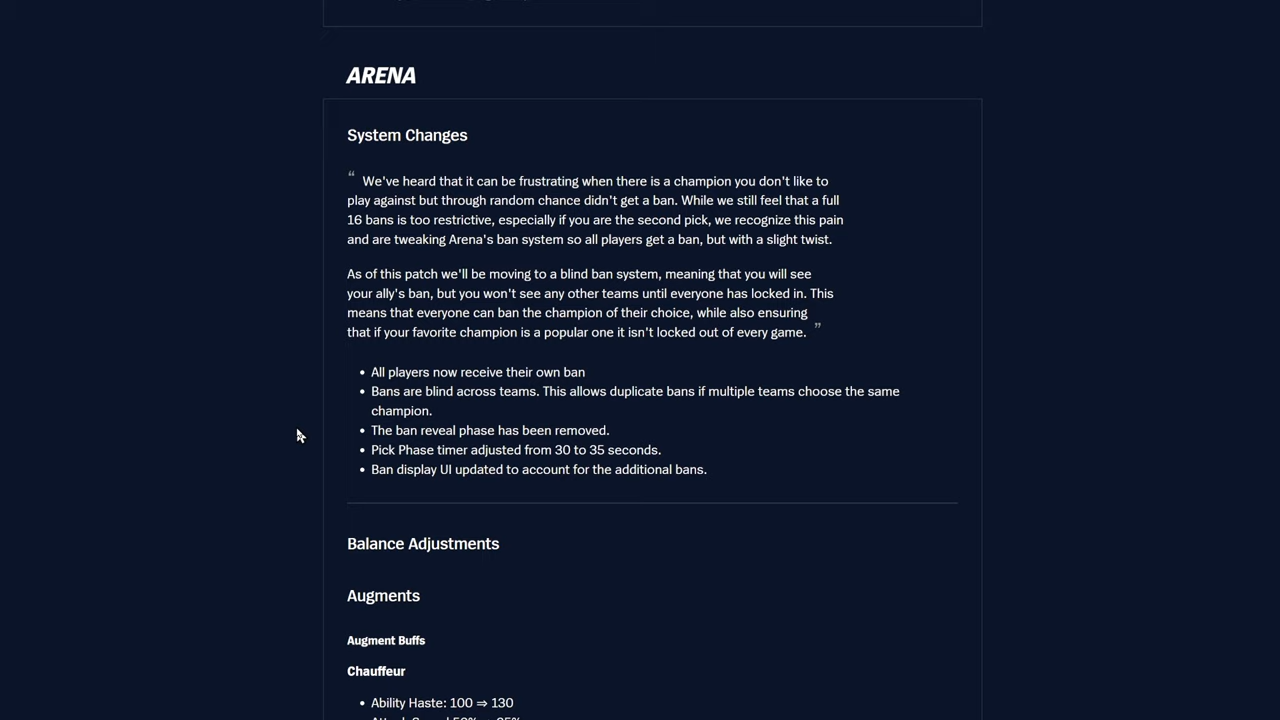 ARENA
System Changes
“ We've heard that it can be frustrating when there is a champion you don't like to
play against but through random chance didn't get a ban. While we still feel that a full
16 bans is too restrictive, especially if you are the second pick, we recognize this pain
and are tweaking Arena's ban system so all players get a ban, but with a slight twist.
As of this patch we'll be moving to a blind ban system, meaning that you will see
your ally's ban, but you won't see any other teams until everyone has locked in. This
means that everyone can ban the champion of their choice, while also ensuring
that if your favorite champion is a popular one it isn't locked out of every game. ”
• All players now receive their own ban
• Bans are blind across teams. This allows duplicate bans if multiple teams choose the same
champion.
• The ban reveal phase has been removed.
• Pick Phase timer adjusted from 30 to 35 seconds.
• Ban display UI updated to account for the additional bans.
Balance Adjustments
Augments
Augment Buffs
Chauffeur
• Ability Haste: 100 ⇒ 130